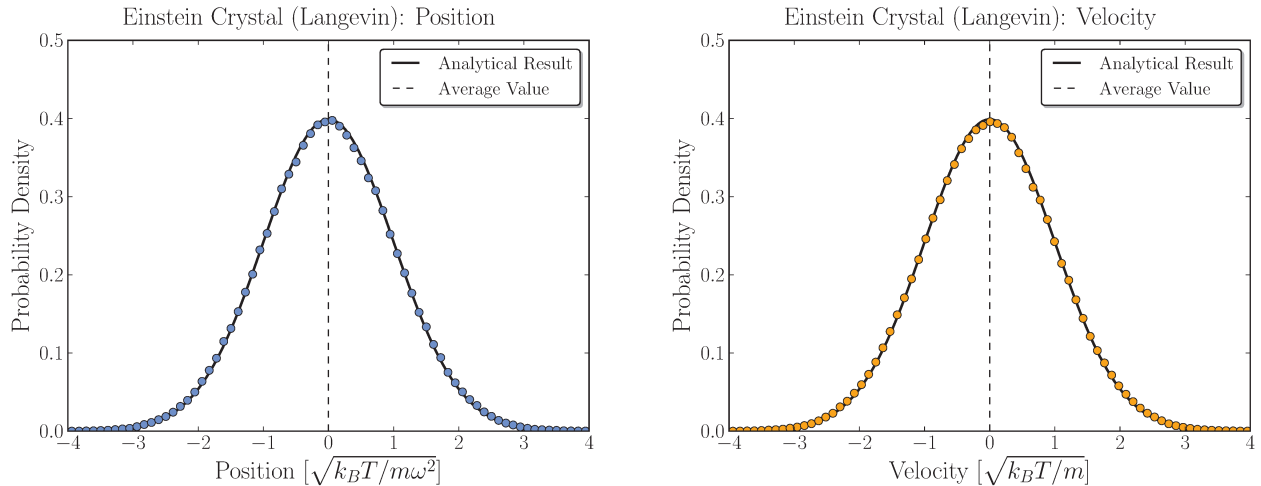 Einstein Crystal (Langevin): Position
0.5
0.4
0.3
0.2
0.1
0.0
Probability Density
Analytical Result
Average Value
−4 −3 −2 −1 0 1 2 3 4
Position [√k_BT/mω²]
Einstein Crystal (Langevin): Velocity
0.5
0.4
0.3
0.2
0.1
0.0
Probability Density
Analytical Result
Average Value
−4 −3 −2 −1 0 1 2 3 4
Velocity [√k_BT/m]